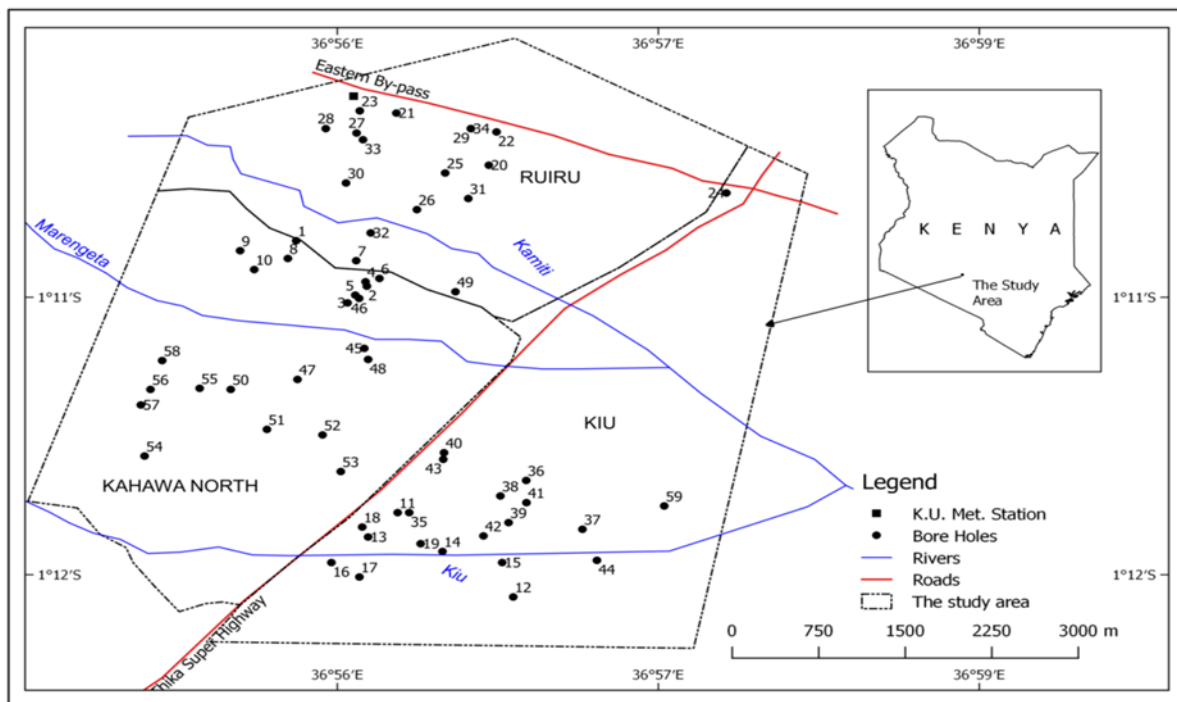 36°56'E
36°57'E
36°59'E
Eastern By-pass
23
21
28
27
34
29
22
33
25
20
RUIRU
30
31
24
26
Marengeta
32
Kamiti
1
9
8
7
10
4
6
5
2
49
3
46
1°11'S
1°11'S
KENYA
The Study
Area
45
58
48
47
56
55
50
57
51
52
KIU
40
54
43
53
KAHAWA NORTH
36
38
41
59
11
39
18
35
42
37
13
19
14
15
44
16
17
Kiu
12
1°12'S
1°12'S
Thika Super Highway
Legend
K.U. Met. Station
Bore Holes
Rivers
Roads
The study area
0
750
1500
2250
3000 m
36°56'E
36°57'E
36°59'E